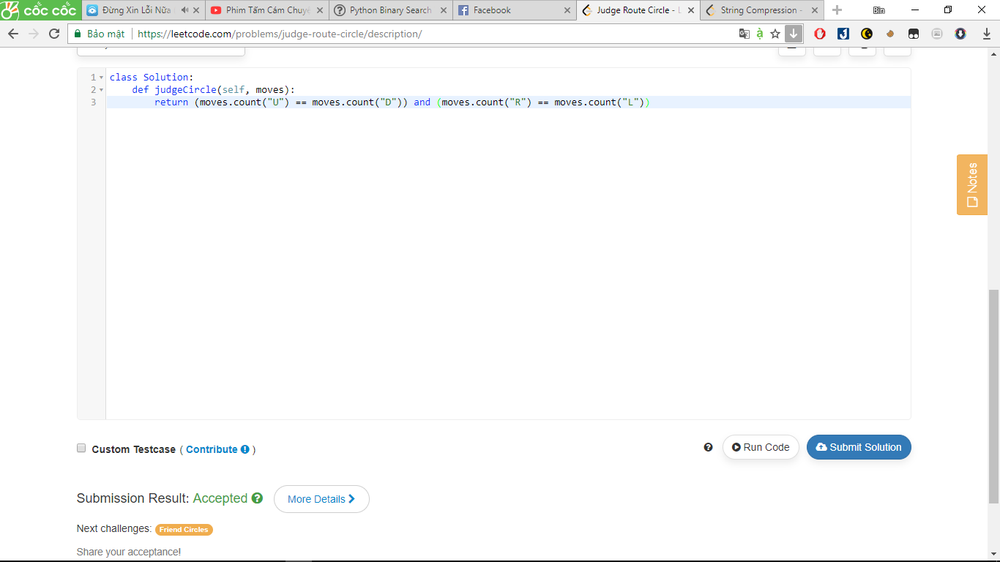 cốc cốc
Đừng Xin Lỗi Nữa
Phim Tấm Cám Chuyệ
Python Binary Search
Facebook
Judge Route Circle - L
String Compression -
Bin
Bảo mật
https://leetcode.com/problems/judge-route-circle/description/
1 class Solution:
2 def judgeCircle(self, moves):
3 return (moves.count("U") == moves.count("D")) and (moves.count("R") == moves.count("L"))
Notes
Custom Testcase ( Contribute )
Run Code
Submit Solution
Submission Result: Accepted
More Details
Next challenges: Friend Circles
Share your acceptance!